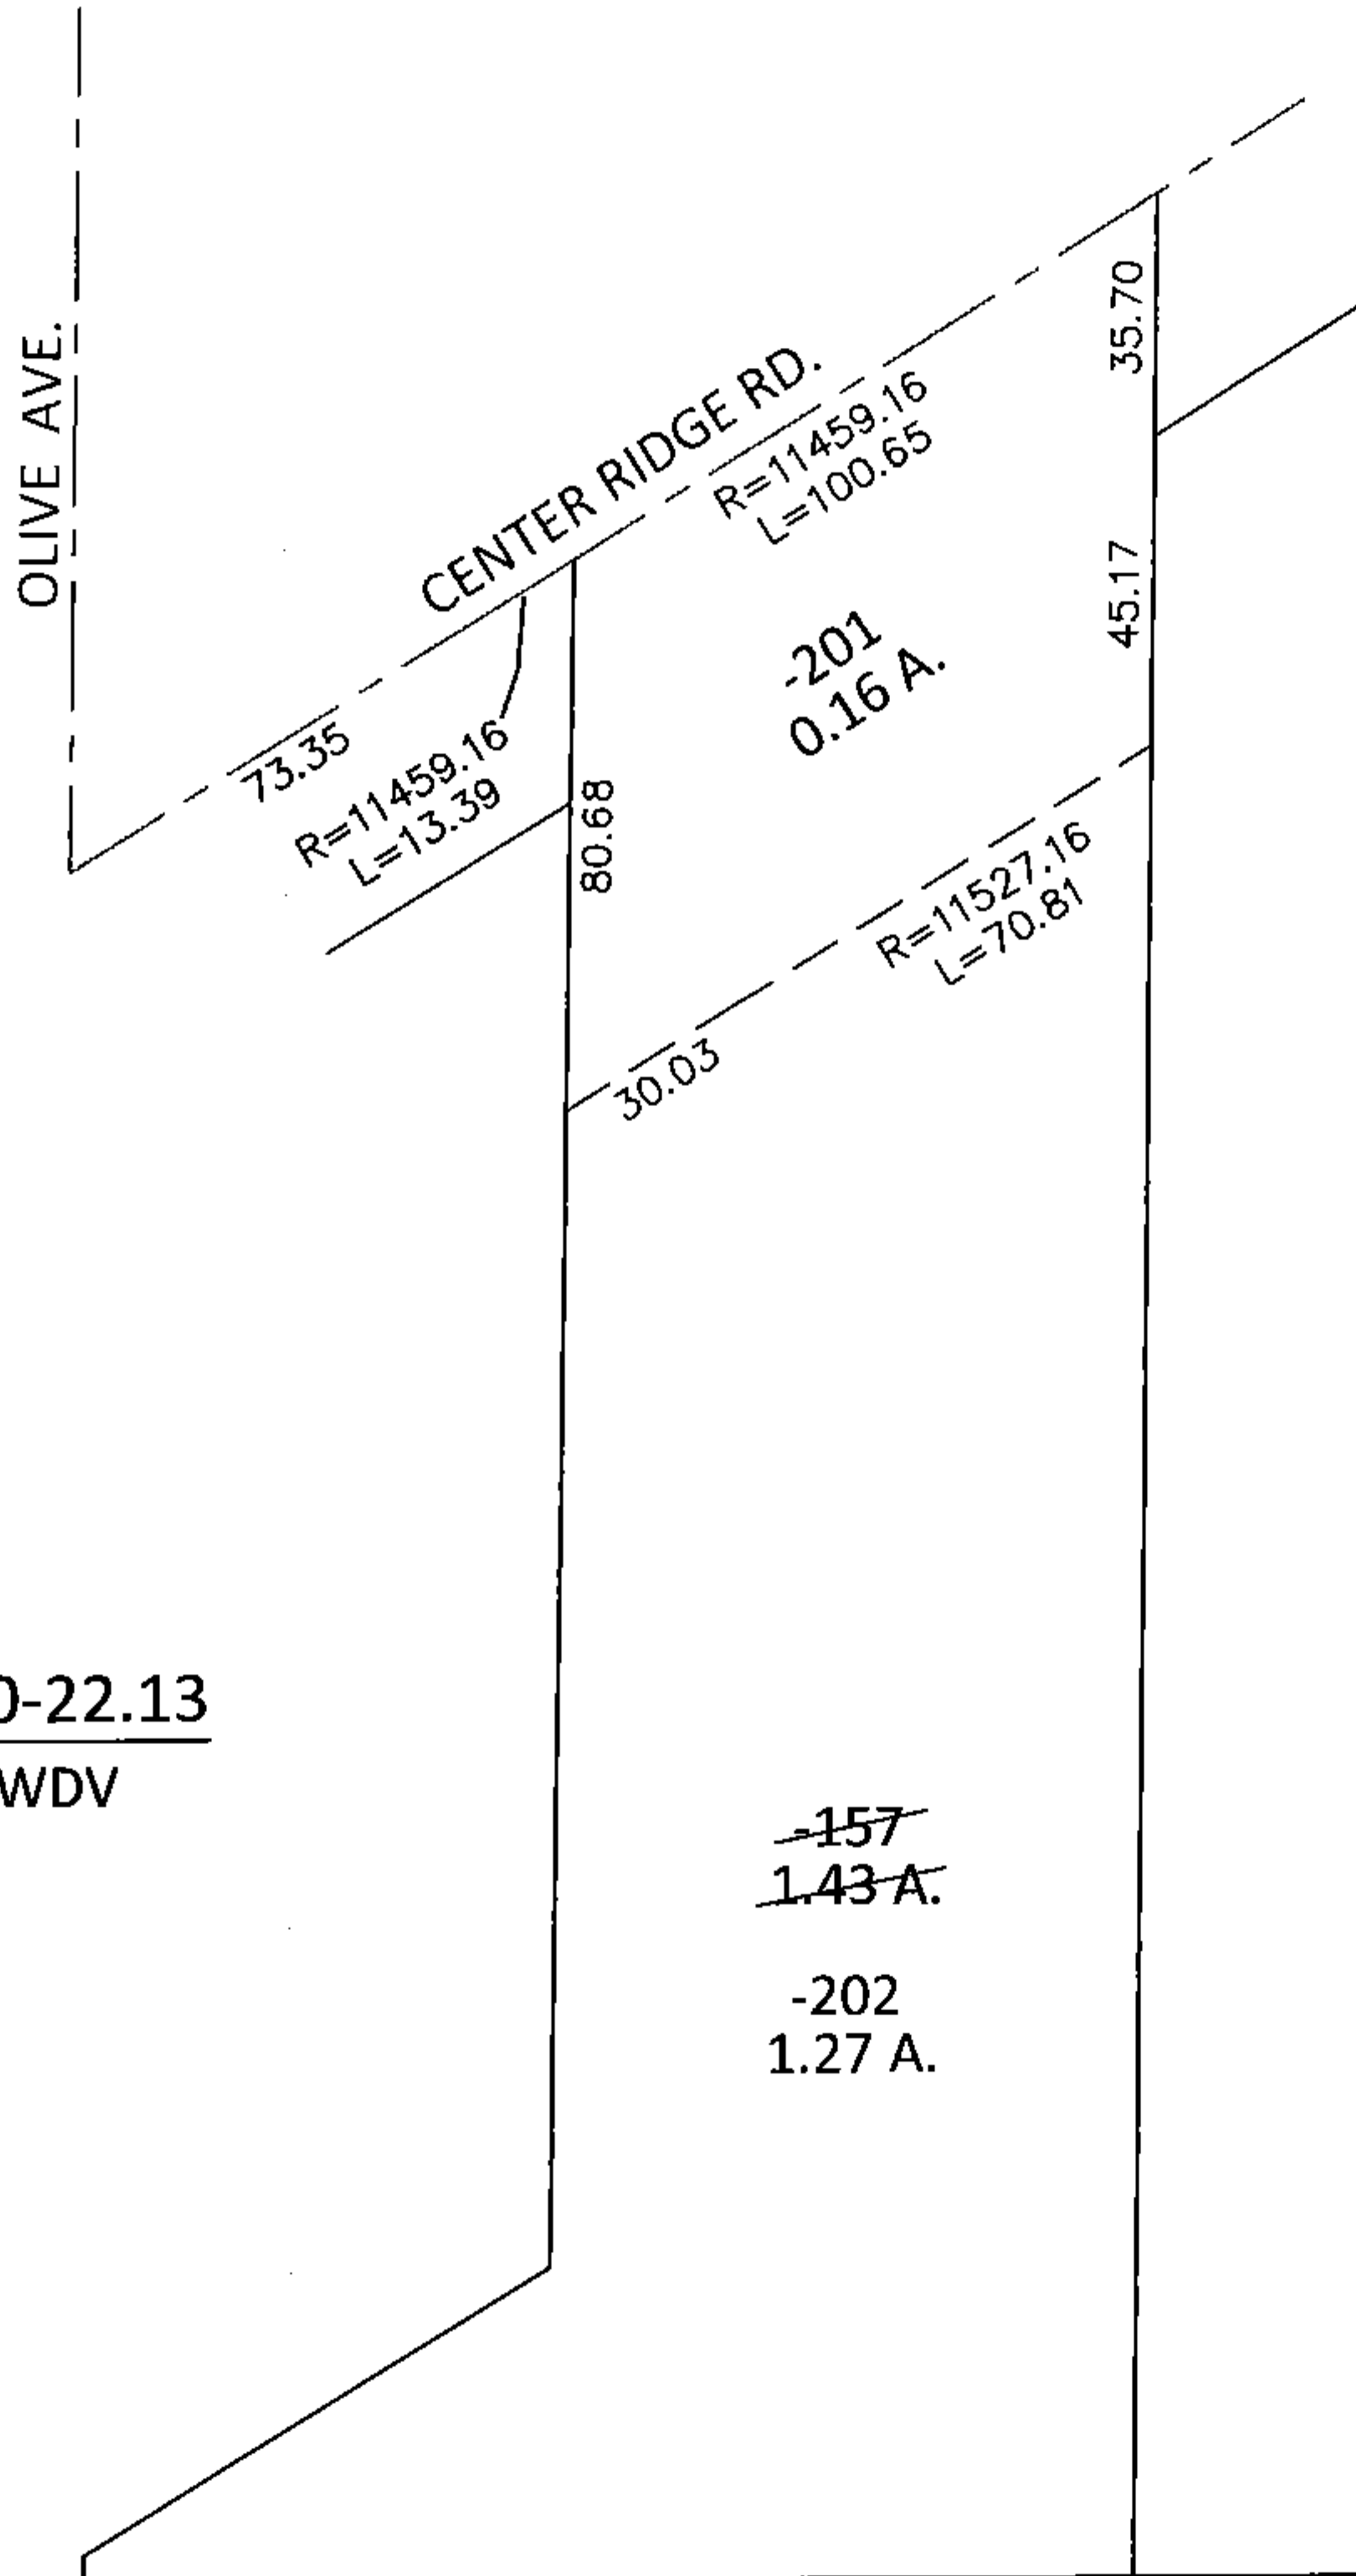 OLIVE AVE.
CENTER RIDGE RD.
35.70
R=11459.16
L=100.65
45.17
-201
0.16 A.
73.35
R=11459.16
L=13.39
80.68
R=11527.16
L=70.81
30.03
0-22.13
WDV
-157
1.43 A.
-202
1.27 A.